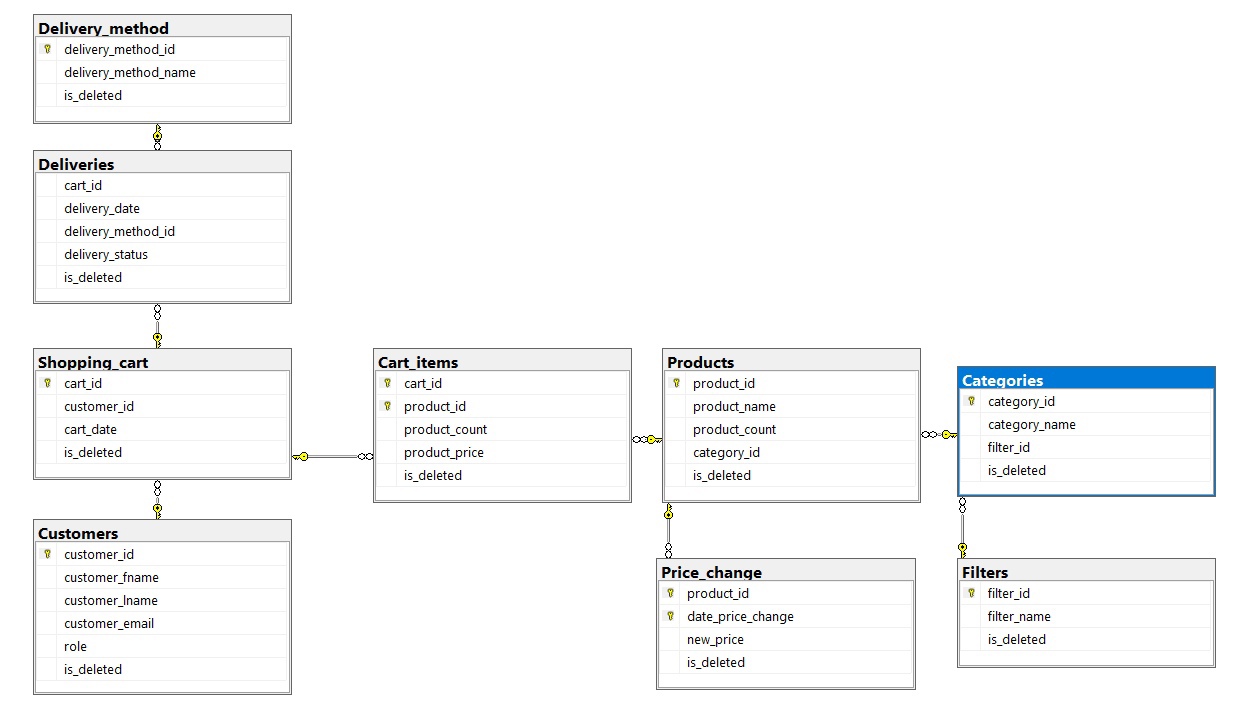 Delivery_method
delivery_method_id
delivery_method_name
is_deleted
Deliveries
cart_id
delivery_date
delivery_method_id
delivery_status
is_deleted
Shopping_cart
cart_id
customer_id
cart_date
is_deleted
Customers
customer_id
customer_fname
customer_lname
customer_email
role
is_deleted
Cart_items
cart_id
product_id
product_count
product_price
is_deleted
Products
product_id
product_name
product_count
category_id
is_deleted
Price_change
product_id
date_price_change
new_price
is_deleted
Categories
category_id
category_name
filter_id
is_deleted
Filters
filter_id
filter_name
is_deleted